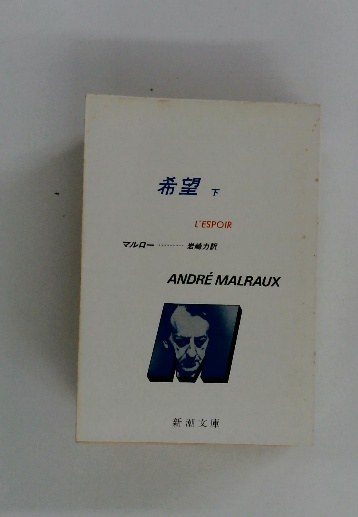 希望 下
L'ESPOIR
マルロー ……… 岩崎力訳
ANDRÉ MALRAUX
新潮文庫